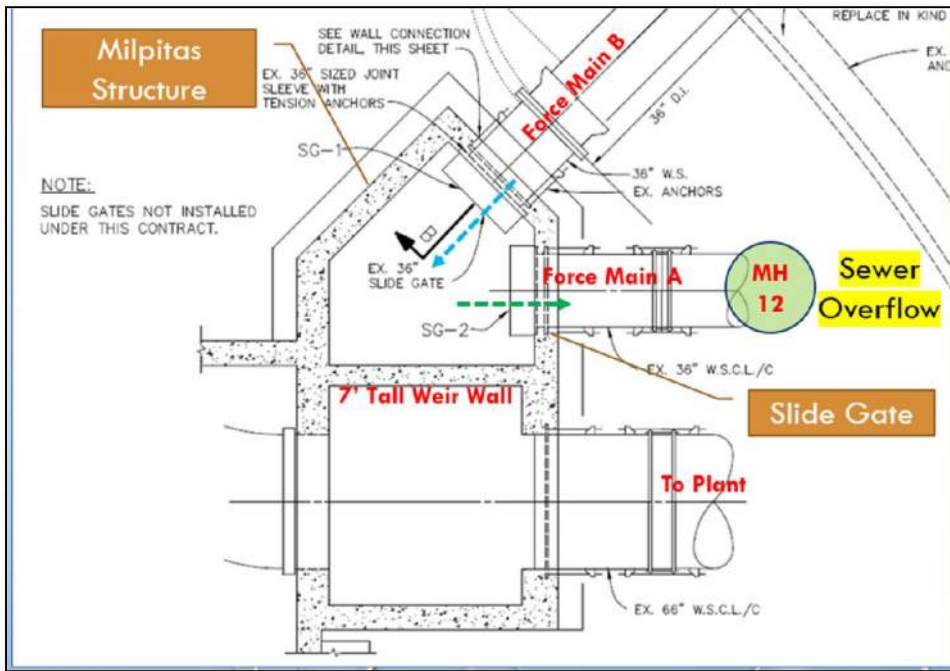 Milpitas
Structure
SEE WALL CONNECTION
DETAIL, THIS SHEET
EX. 36" SIZED JOINT
SLEEVE WITH
TENSION ANCHORS
SG-1
NOTE:
SLIDE GATES NOT INSTALLED
UNDER THIS CONTRACT.
Force Main B
36" D.I.
36" W.S.
EX. ANCHORS
REPLACE IN KIND
EX.
AND
B
EX. 36"
SLIDE GATE
SG-2
Force Main A
MH
12
Sewer
Overflow
EX. 36" W.S.C.L./C
Slide Gate
7' Tall Weir Wall
To Plant
EX. 66" W.S.C.L./C